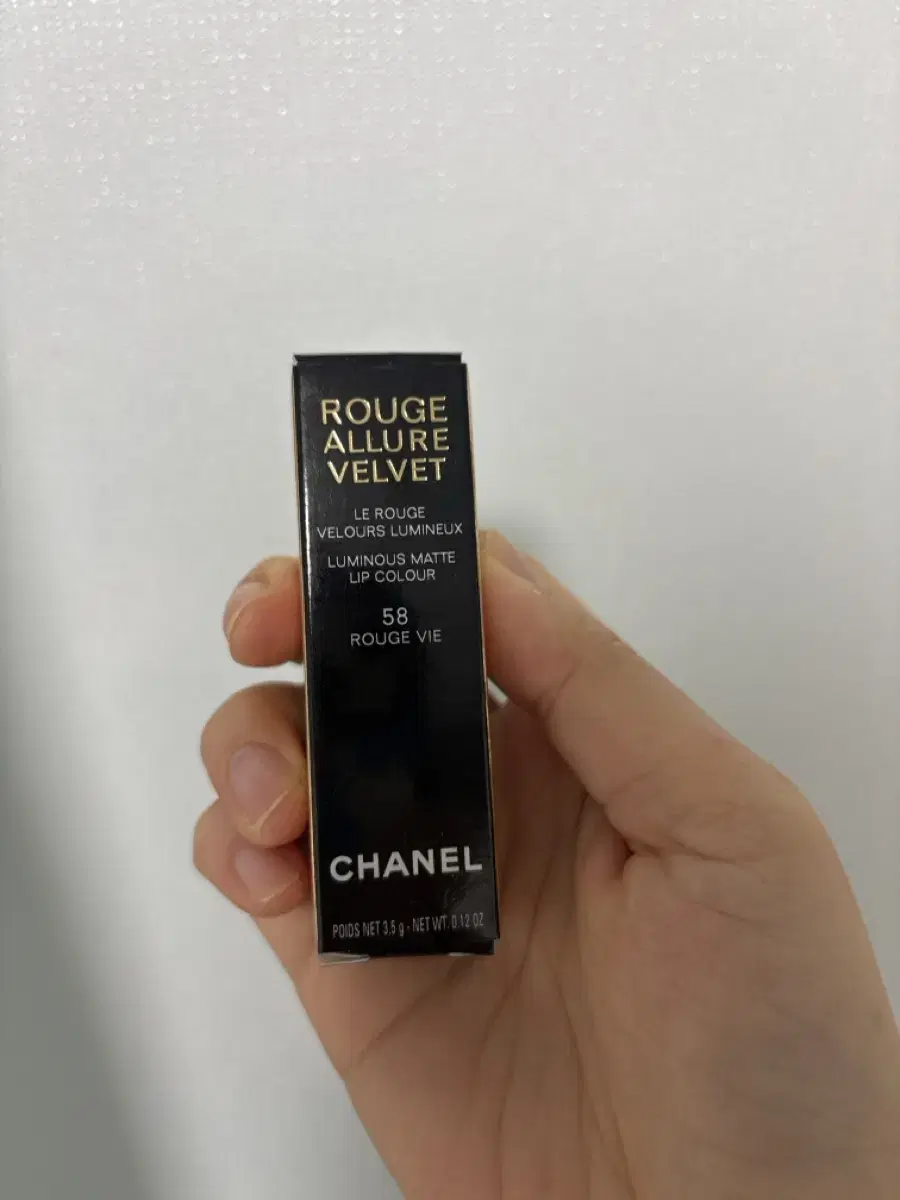 ROUGE
ALLURE
VELVET
LE ROUGE
VELOURS LUMINEUX
LUMINOUS MATTE
LIP COLOUR
58
ROUGE VIE
CHANEL
POIDS NET 3,5 g - NET WT. 0.12 OZ